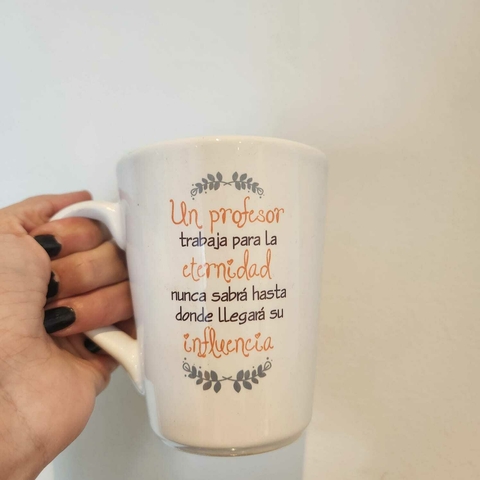 Un profesor
trabaja para la
eternidad
nunca sabrá hasta
donde llegará su
influencia